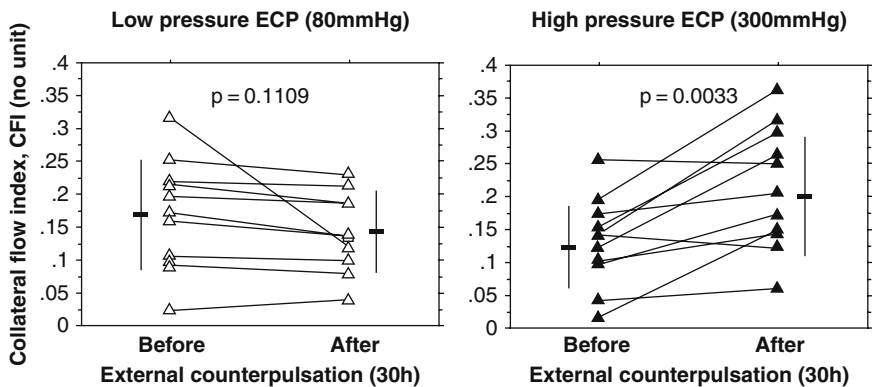 Low pressure ECP (80mmHg)
High pressure ECP (300mmHg)
Collateral flow index, CFI (no unit)
.4
.35
.3
.25
.2
.15
.1
.05
0
p = 0.1109
Before
After
External counterpulsation (30h)
.4
.35
.3
.25
.2
.15
.1
.05
0
p = 0.0033
Before
After
External counterpulsation (30h)